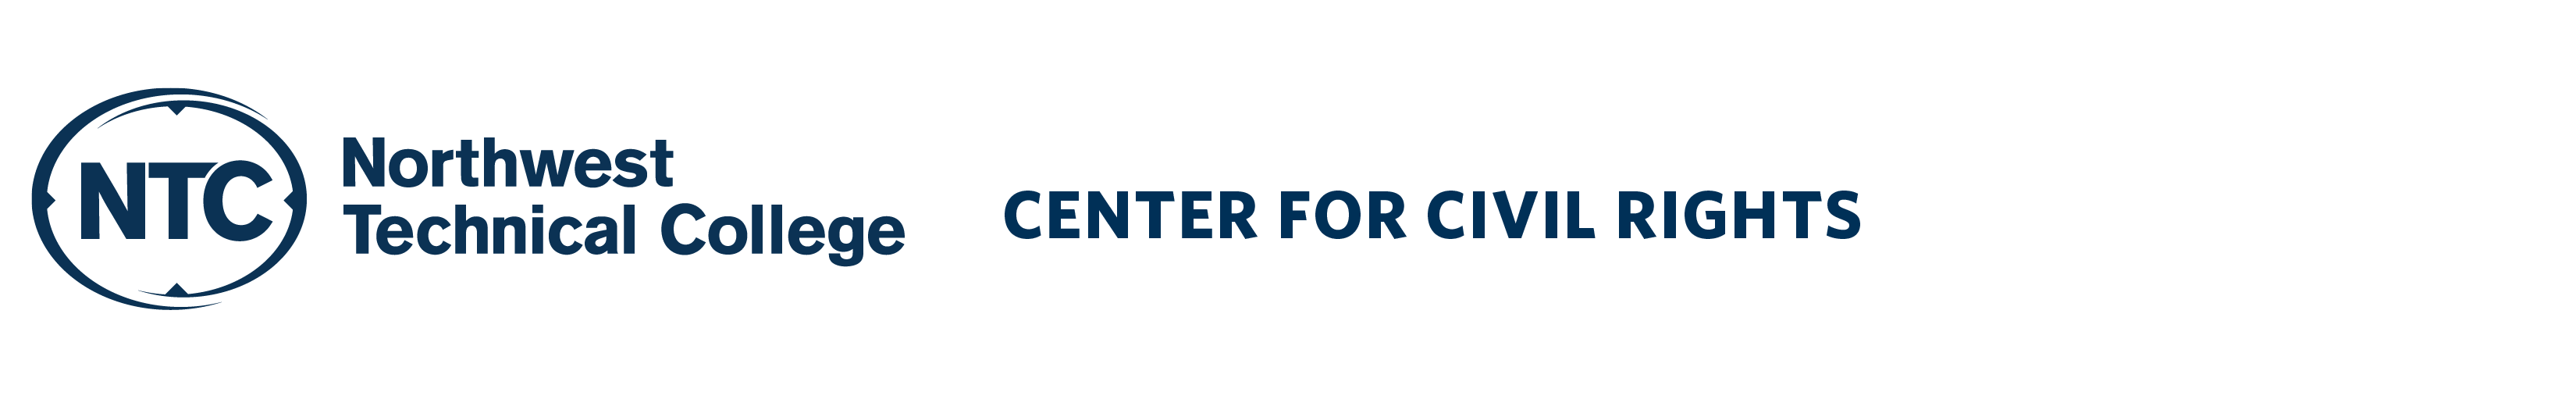 NTC
Northwest
Technical College
CENTER FOR CIVIL RIGHTS